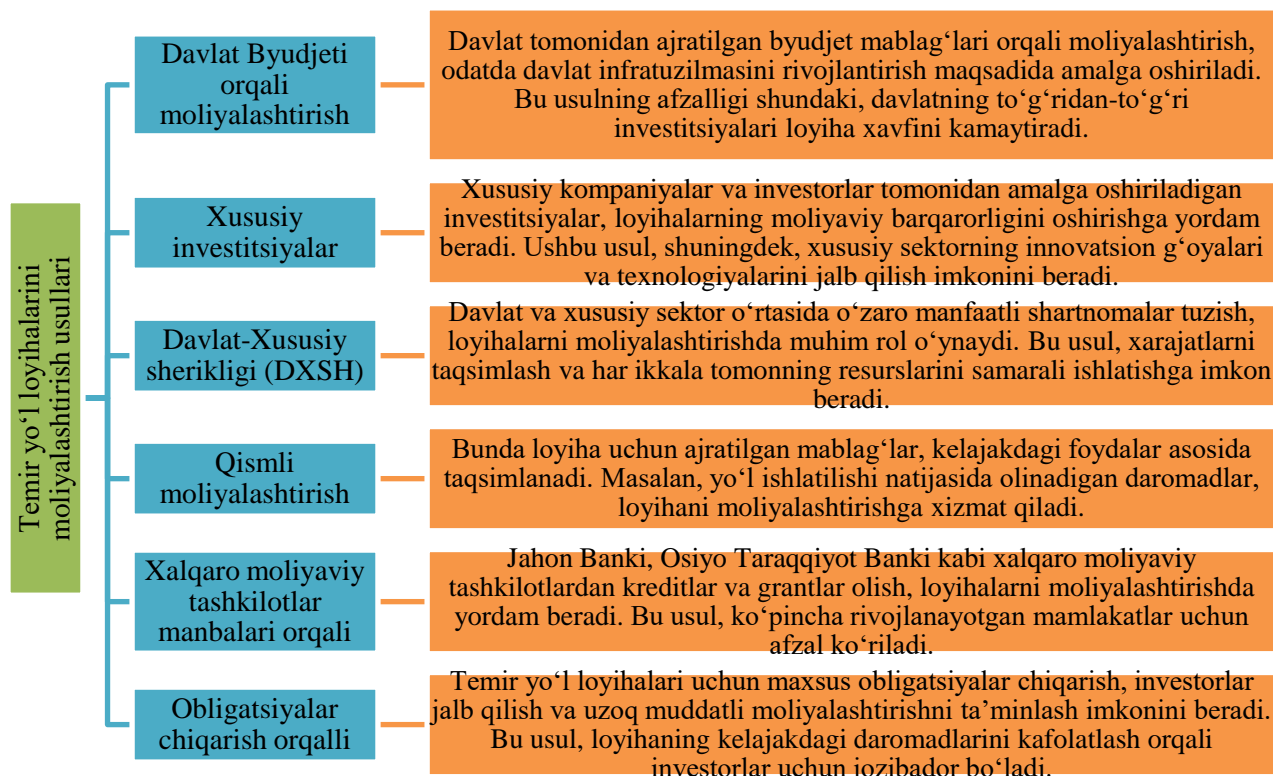 Temir yo‘l loyihalarini
moliyalashtirish usullari
Davlat Byudjeti
orqali
moliyalashtirish
Davlat tomonidan ajratilgan byudjet mablag‘lari orqali moliyalashtirish,
odatda davlat infratuzilmasini rivojlantirish maqsadida amalga oshiriladi.
Bu usulning afzalligi shundaki, davlatning to‘g‘ridan-to‘g‘ri
investitsiyalari loyiha xavfini kamaytiradi.
Xususiy
investitsiyalar
Xususiy kompaniyalar va investorlar tomonidan amalga oshiriladigan
investitsiyalar, loyihalarning moliyaviy barqarorligini oshirishga yordam
beradi. Ushbu usul, shuningdek, xususiy sektorning innovatsion g‘oyalari
va texnologiyalarini jalb qilish imkonini beradi.
Davlat-Xususiy
sherikligi (DXSH)
Davlat va xususiy sektor o‘rtasida o‘zaro manfaatli shartnomalar tuzish,
loyihalarni moliyalashtirishda muhim rol o‘ynaydi. Bu usul, xarajatlarni
taqsimlash va har ikkala tomonning resurslarini samarali ishlatishga imkon
beradi.
Qismli
moliyalashtirish
Bunda loyiha uchun ajratilgan mablag‘lar, kelajakdagi foydalar asosida
taqsimlanadi. Masalan, yo‘l ishlatilishi natijasida olinadigan daromadlar,
loyihani moliyalashtirishga xizmat qiladi.
Xalqaro moliyaviy
tashkilotlar
manbalari orqali
Jahon Banki, Osiyo Taraqqiyot Banki kabi xalqaro moliyaviy
tashkilotlardan kreditlar va grantlar olish, loyihalarni moliyalashtirishda
yordam beradi. Bu usul, ko‘pincha rivojlanayotgan mamlakatlar uchun
afzal ko‘riladi.
Obligatsiyalar
chiqarish orqalli
Temir yo‘l loyihalari uchun maxsus obligatsiyalar chiqarish, investorlar
jalb qilish va uzoq muddatli moliyalashtirishni ta’minlash imkonini beradi.
Bu usul, loyihaning kelajakdagi daromadlarini kafolatlash orqali
investorlar uchun jozibador bo‘ladi.